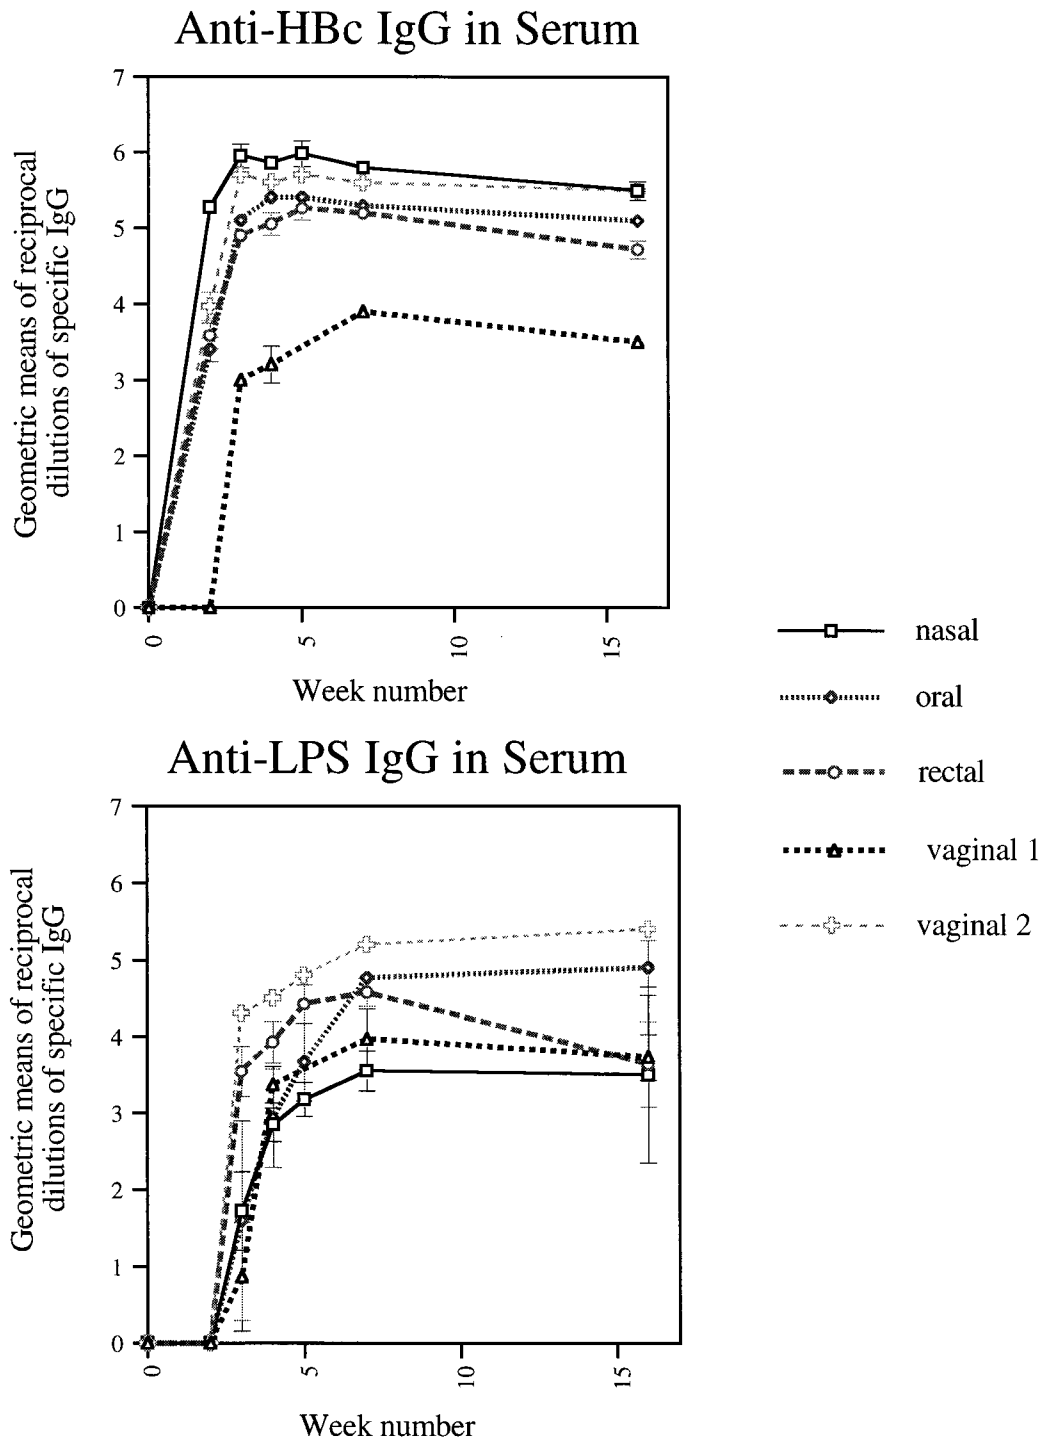 Anti-HBc IgG in Serum
Geometric means of reciprocal
dilutions of specific IgG
7
6
5
4
3
2
1
0
0
5
10
15
Week number
nasal
oral
rectal
vaginal 1
vaginal 2
Anti-LPS IgG in Serum
Geometric means of reciprocal
dilutions of specific IgG
7
6
5
4
3
2
1
0
0
5
10
15
Week number